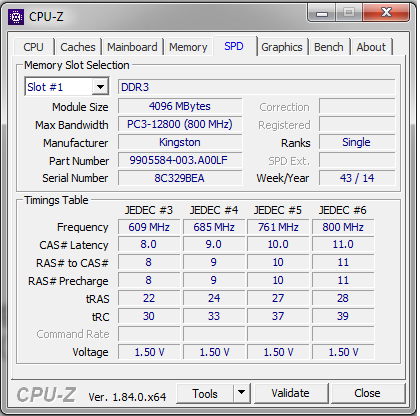 CPU-Z
CPU Caches Mainboard Memory SPD Graphics Bench About
Memory Slot Selection
Slot #1 DDR3
Module Size 4096 MBytes Correction
Max Bandwidth PC3-12800 (800 MHz) Registered
Manufacturer Kingston Ranks Single
Part Number 9905584-003.A00LF SPD Ext.
Serial Number 8C329BEA Week/Year 43 / 14
Timings Table
JEDEC #3 JEDEC #4 JEDEC #5 JEDEC #6
Frequency 609 MHz 685 MHz 761 MHz 800 MHz
CAS# Latency 8.0 9.0 10.0 11.0
RAS# to CAS# 8 9 10 11
RAS# Precharge 8 9 10 11
tRAS 22 24 27 28
tRC 30 33 37 39
Command Rate
Voltage 1.50 V 1.50 V 1.50 V 1.50 V
CPU-Z Ver. 1.84.0.x64 Tools Validate Close